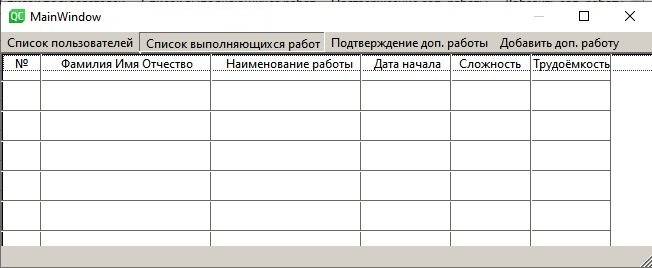 QC MainWindow
Список пользователей Список выполняющихся работ Подтверждение доп. работы Добавить доп. работу
№ Фамилия Имя Отчество Наименование работы Дата начала Сложность Трудоёмкость